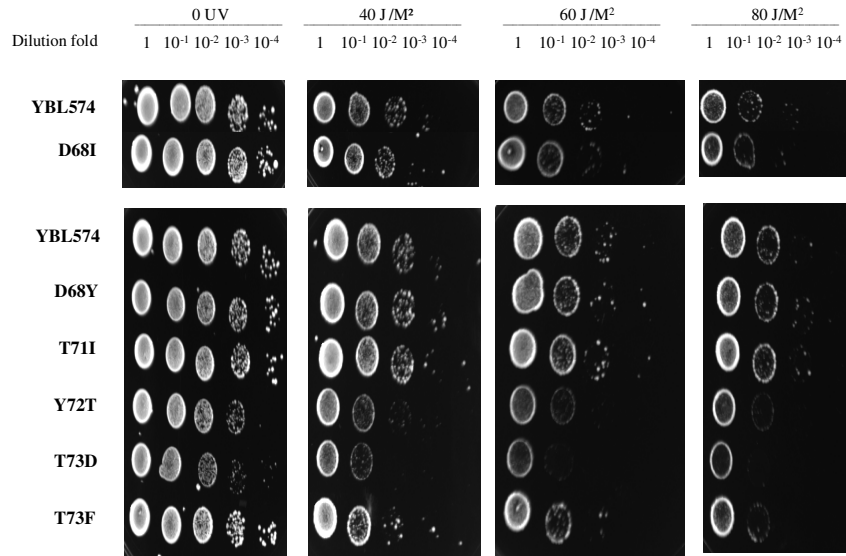 0 UV 40 J/M² 60 J/M² 80 J/M²
Dilution fold 1 10⁻¹ 10⁻² 10⁻³ 10⁻⁴ 1 10⁻¹ 10⁻² 10⁻³ 10⁻⁴ 1 10⁻¹ 10⁻² 10⁻³ 10⁻⁴ 1 10⁻¹ 10⁻² 10⁻³ 10⁻⁴
YBL574
D68I
YBL574
D68Y
T71I
Y72T
T73D
T73F